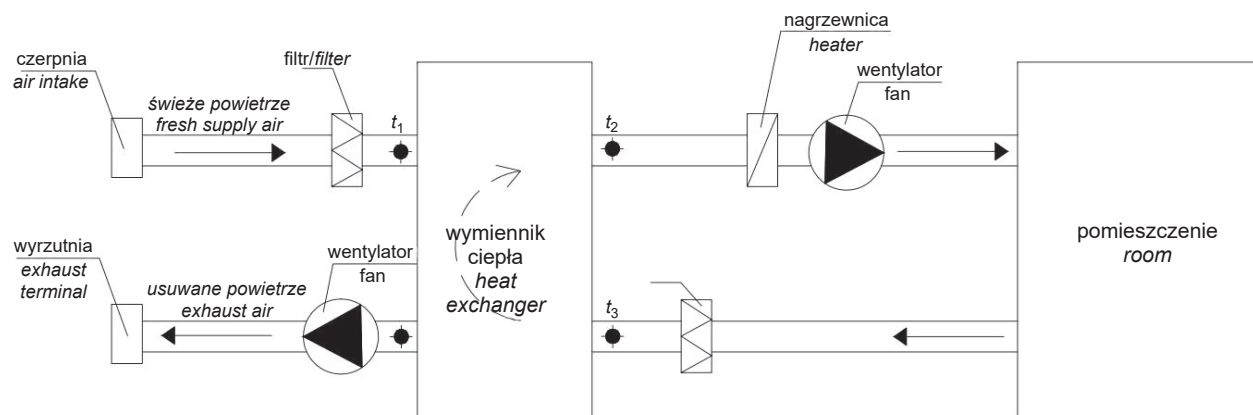 czerpnia
air intake
filtr/filter
świeże powietrze
fresh supply air
t1
t2
nagrzewnica
heater
wentylator
fan
wyrzutnia
exhaust
terminal
usuwane powietrze
exhaust air
wentylator
fan
wymiennik
ciepła
heat
exchanger
t3
pomieszczenie
room